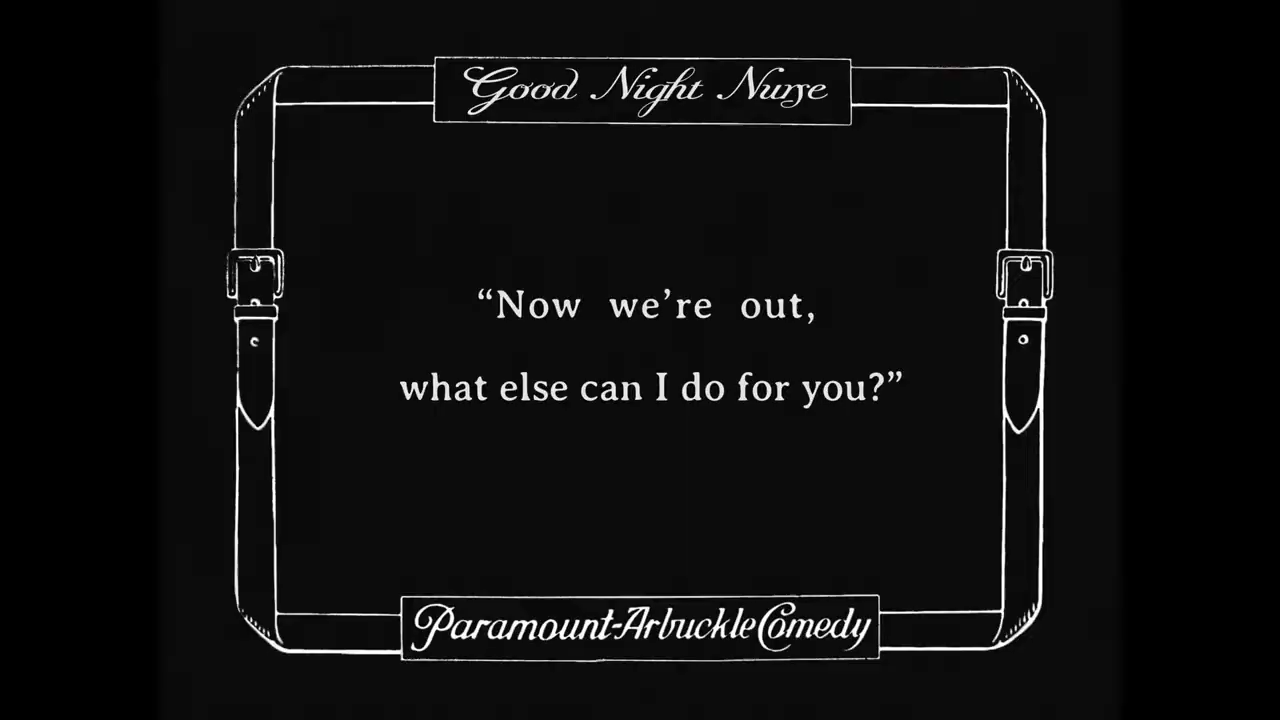 Good Night Nurse
“Now we’re out,
what else can I do for you?”
Paramount-Arbuckle Comedy